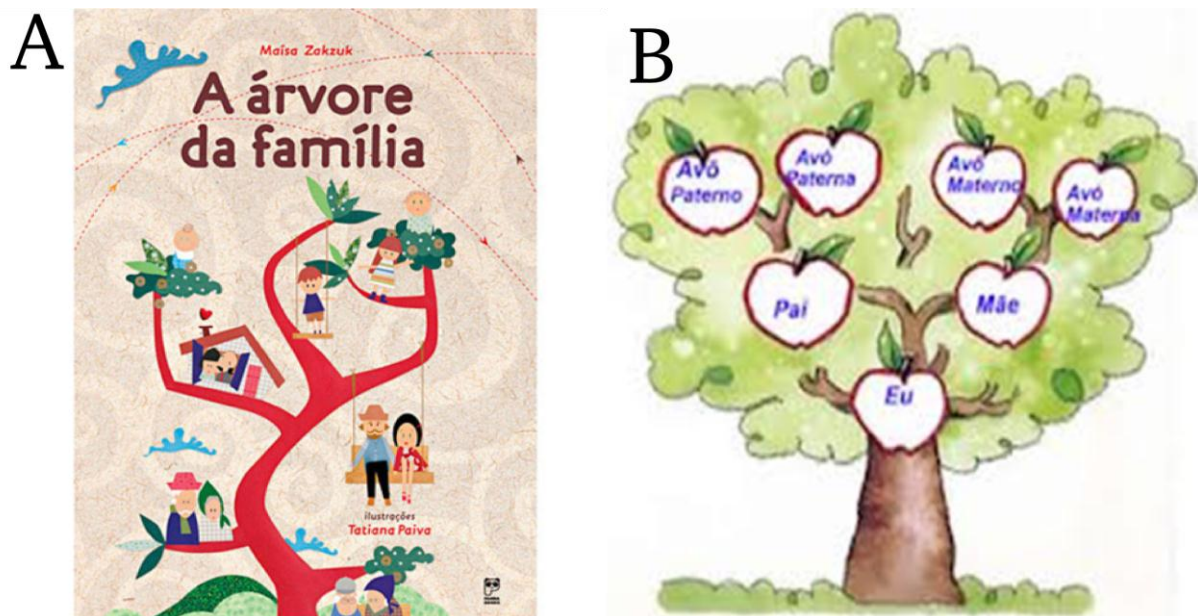 A
Maísa Zakzuk
A árvore
da família
ilustrações
Tatiana Paiva
B
Avô
Paterno
Avó
Paterna
Avô
Materno
Avó
Materna
Pai
Mãe
Eu